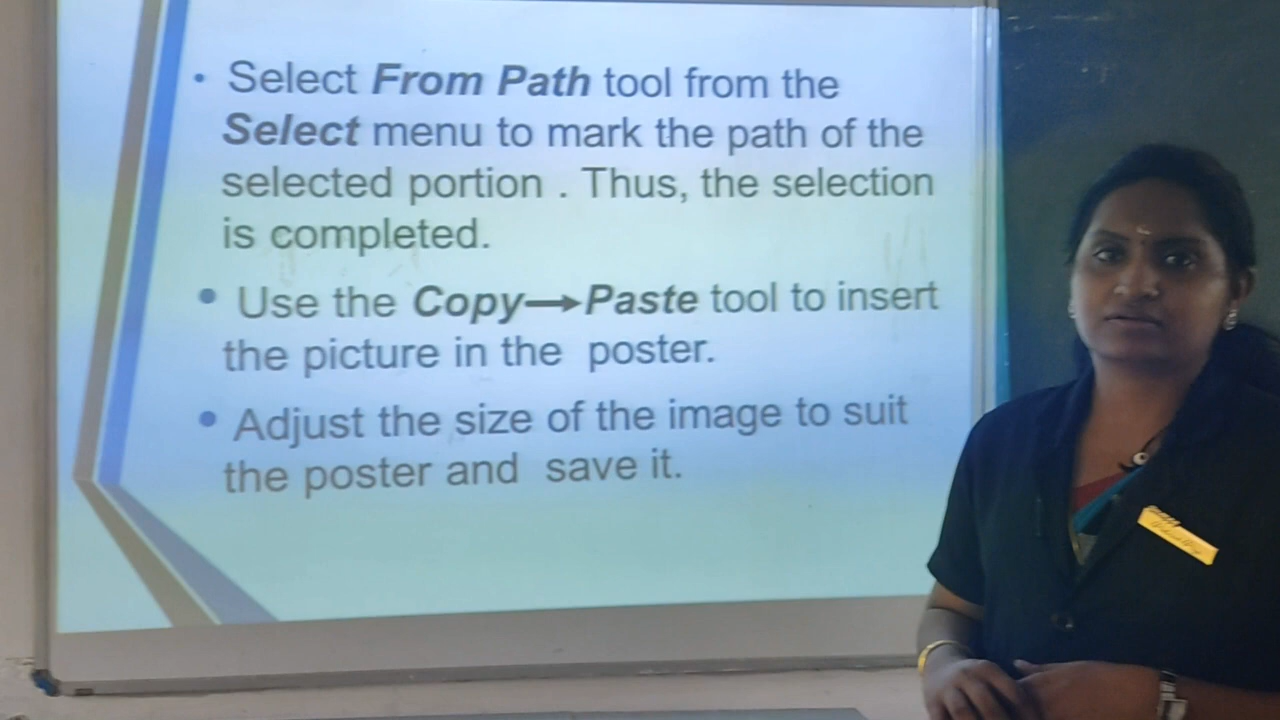 • Select From Path tool from the
Select menu to mark the path of the
selected portion . Thus, the selection
is completed.
• Use the Copy→Paste tool to insert
the picture in the poster.
• Adjust the size of the image to suit
the poster and save it.